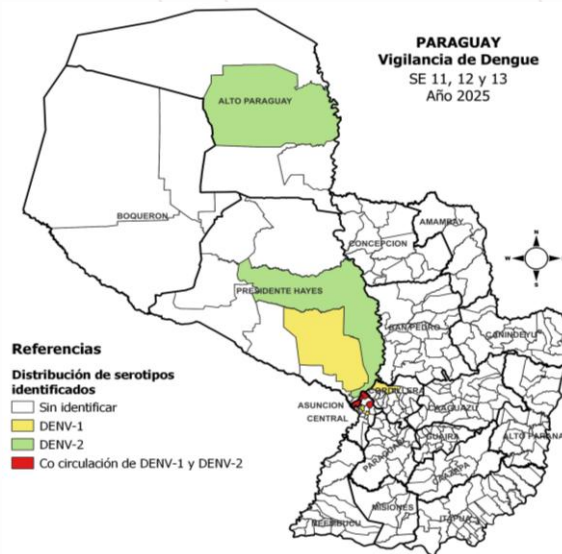 PARAGUAY
Vigilancia de Dengue
SE 11, 12 y 13
Año 2025
ALTO PARAGUAY
BOQUERON
AMAMBAY
CONCEPCION
PRESIDENTE HAYES
SAN PEDRO
CANINDEYU
CORDILLERA
ASUNCION
CENTRAL
CAAGUAZU
GUAIRA
ALTO PARANA
PARAGUARI
CAAZAPA
MISIONES
ITAPUA
ÑEEMBUCU
N
W
E
S
Referencias
Distribución de serotipos
identificados
Sin identificar
DENV-1
DENV-2
Co circulación de DENV-1 y DENV-2